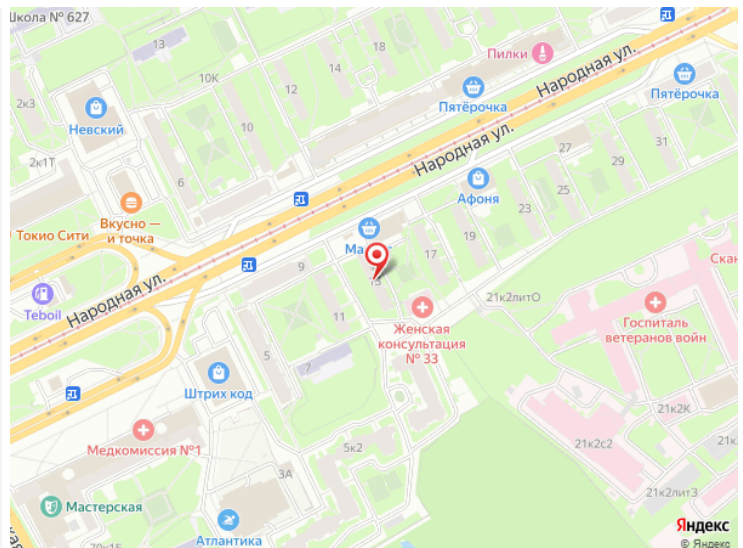 Школа № 627
13
18
Пилки
Народная ул.
2к3
10К
14
12
Пятёрочка
Пятёрочка
Невский
10
Народная ул.
2к1Т
6
27
31
29
Афоня
25
Вкусно —
и точка
23
Токио Сити
19
17
9
Скан
Teboil
Народная ул.
21к2литО
11
Женская
консультация
№ 33
Госпиталь
ветеранов войн
5
7
Штрих код
21к2К
Медкомиссия №1
5к2
21к2с2
3А
21к2литЗ
Мастерская
Атлантика
Яндекс
© Яндекс